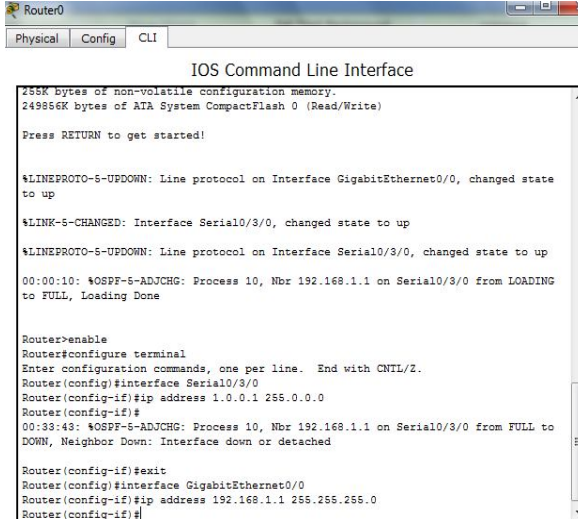 Router0
Physical Config CLI
IOS Command Line Interface
255K bytes of non-volatile configuration memory.
249856K bytes of ATA System CompactFlash 0 (Read/Write)
Press RETURN to get started!
%LINEPROTO-5-UPDOWN: Line protocol on Interface GigabitEthernet0/0, changed state
to up
%LINK-5-CHANGED: Interface Serial0/3/0, changed state to up
%LINEPROTO-5-UPDOWN: Line protocol on Interface Serial0/3/0, changed state to up
00:00:10: %OSPF-5-ADJCHG: Process 10, Nbr 192.168.1.1 on Serial0/3/0 from LOADING
to FULL, Loading Done
Router>enable
Router#configure terminal
Enter configuration commands, one per line.  End with CNTL/Z.
Router(config)#interface Serial0/3/0
Router(config-if)#ip address 1.0.0.1 255.0.0.0
Router(config-if)#
00:33:43: %OSPF-5-ADJCHG: Process 10, Nbr 192.168.1.1 on Serial0/3/0 from FULL to
DOWN, Neighbor Down: Interface down or detached
Router(config-if)#exit
Router(config)#interface GigabitEthernet0/0
Router(config-if)#ip address 192.168.1.1 255.255.255.0
Router(config-if)#